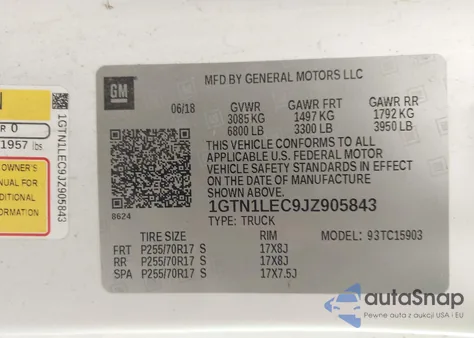 GM
MFD BY GENERAL MOTORS LLC
06/18 GVWR GAWR FRT GAWR RR
3085 KG 1497 KG 1792 KG
6800 LB 3300 LB 3950 LB
THIS VEHICLE CONFORMS TO ALL
APPLICABLE U.S. FEDERAL MOTOR
VEHICLE SAFETY STANDARDS IN EFFECT
ON THE DATE OF MANUFACTURE
SHOWN ABOVE.
1GTN1LEC9JZ905843
8624
TYPE: TRUCK
TIRE SIZE RIM MODEL: 93TC15903
FRT P255/70R17 S 17X8J
RR P255/70R17 S 17X8J
SPA P255/70R17 S 17X7.5J
N
R 0
1957 lbs
OWNER'S
MANUAL FOR
ADDITIONAL
INFORMATION
1GTN1LEC9JZ905843
autoSnap
Pewne auta z aukcji USA i EU